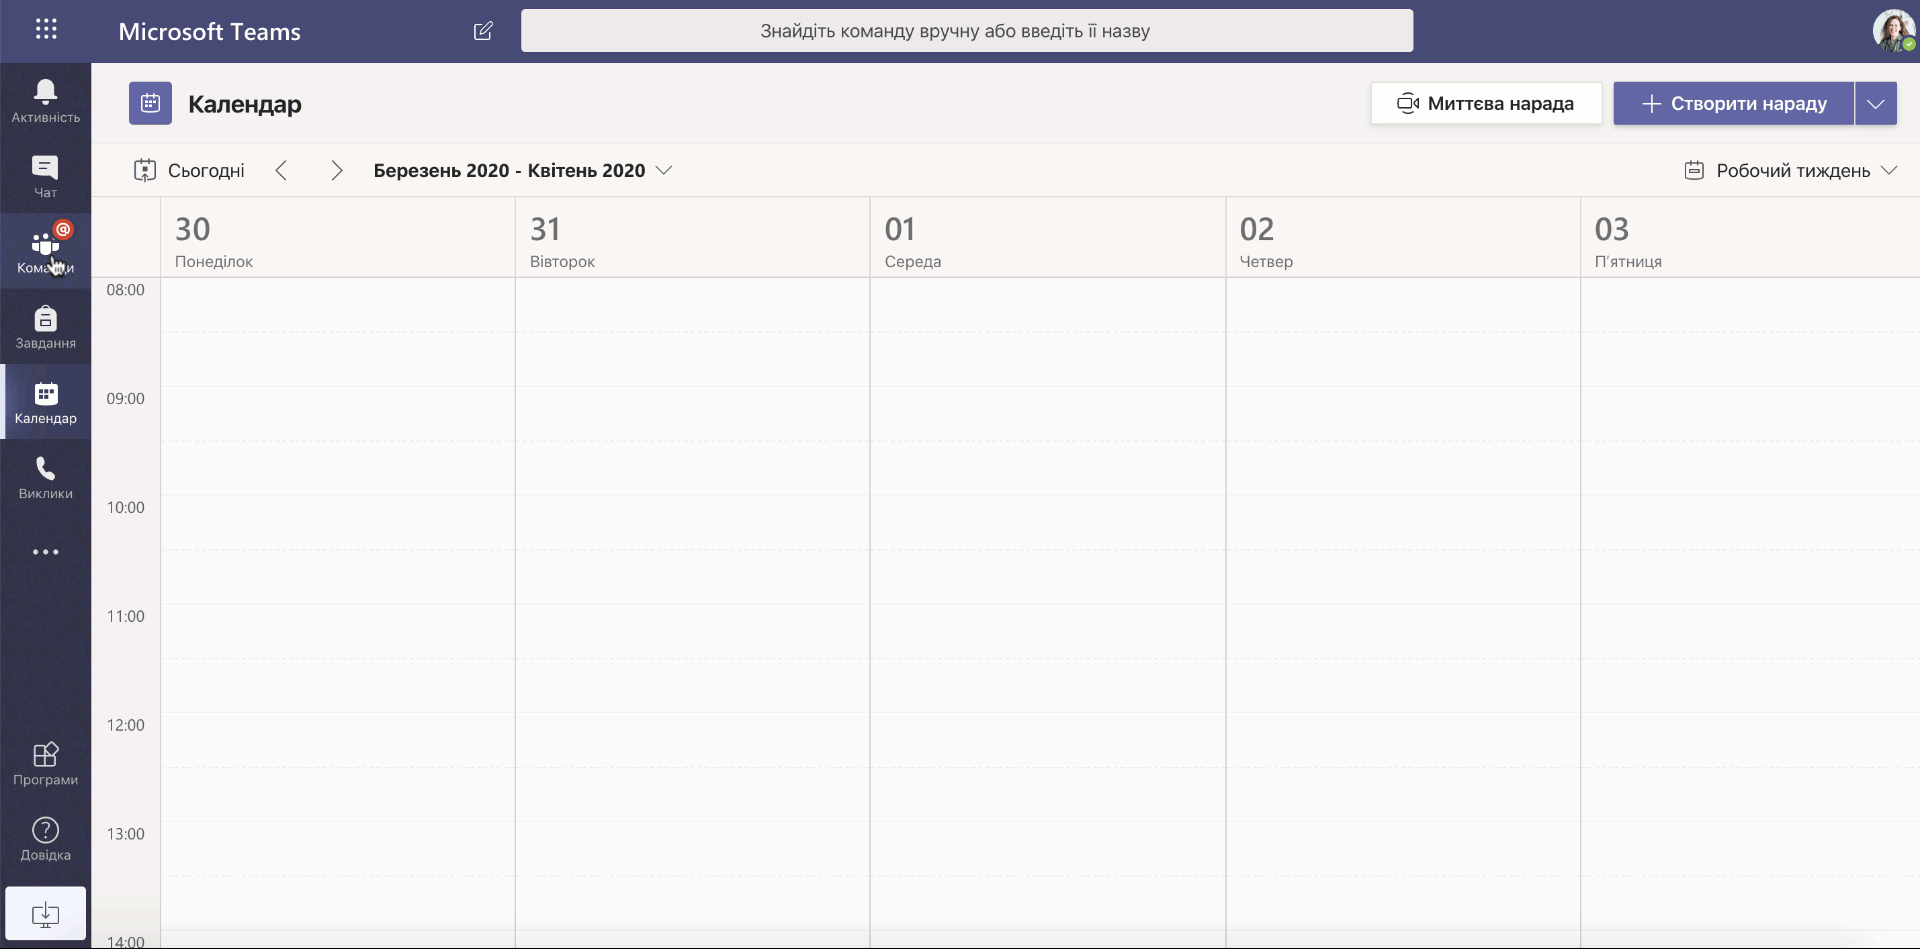 Microsoft Teams
Знайдіть команду вручну або введіть її назву
Активність
Чат
@
Завдання
Календар
Виклики
Програми
Довідка
Календар
Миттєва нарада
Створити нараду
Сьогодні
Березень 2020 - Квітень 2020
Робочий тиждень
30
Понеділок
31
Вівторок
01
Середа
02
Четвер
03
П'ятниця
08:00
09:00
10:00
11:00
12:00
13:00
14:00